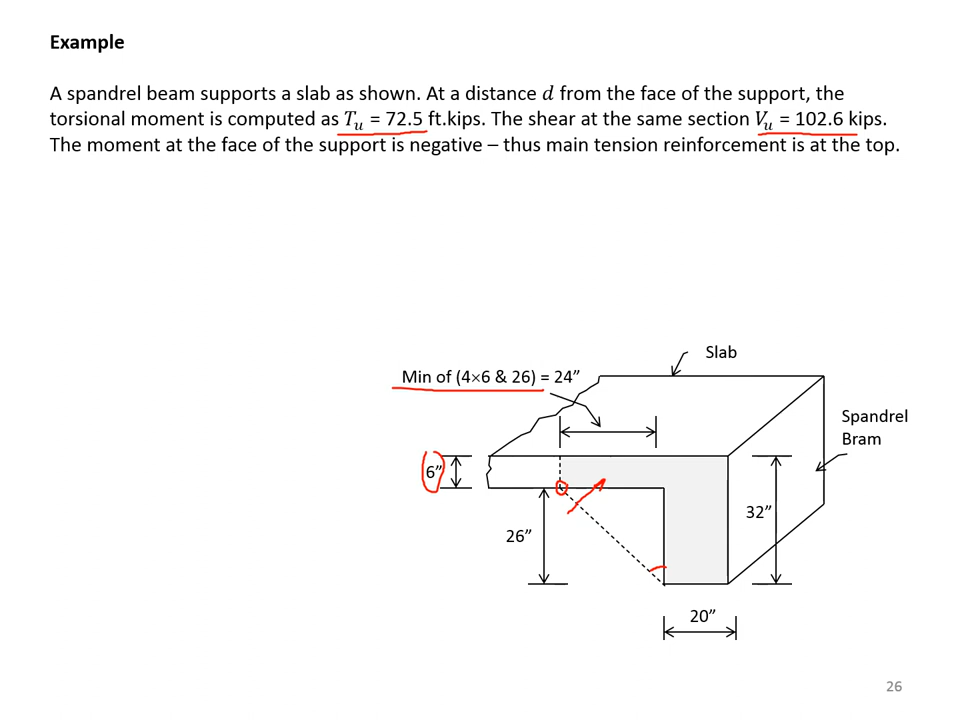 Example
A spandrel beam supports a slab as shown. At a distance d from the face of the support, the
torsional moment is computed as Tu = 72.5 ft.kips. The shear at the same section Vu = 102.6 kips.
The moment at the face of the support is negative – thus main tension reinforcement is at the top.
Slab
Min of (4×6 & 26) = 24”
Spandrel
Bram
6”
32”
26”
20”
26